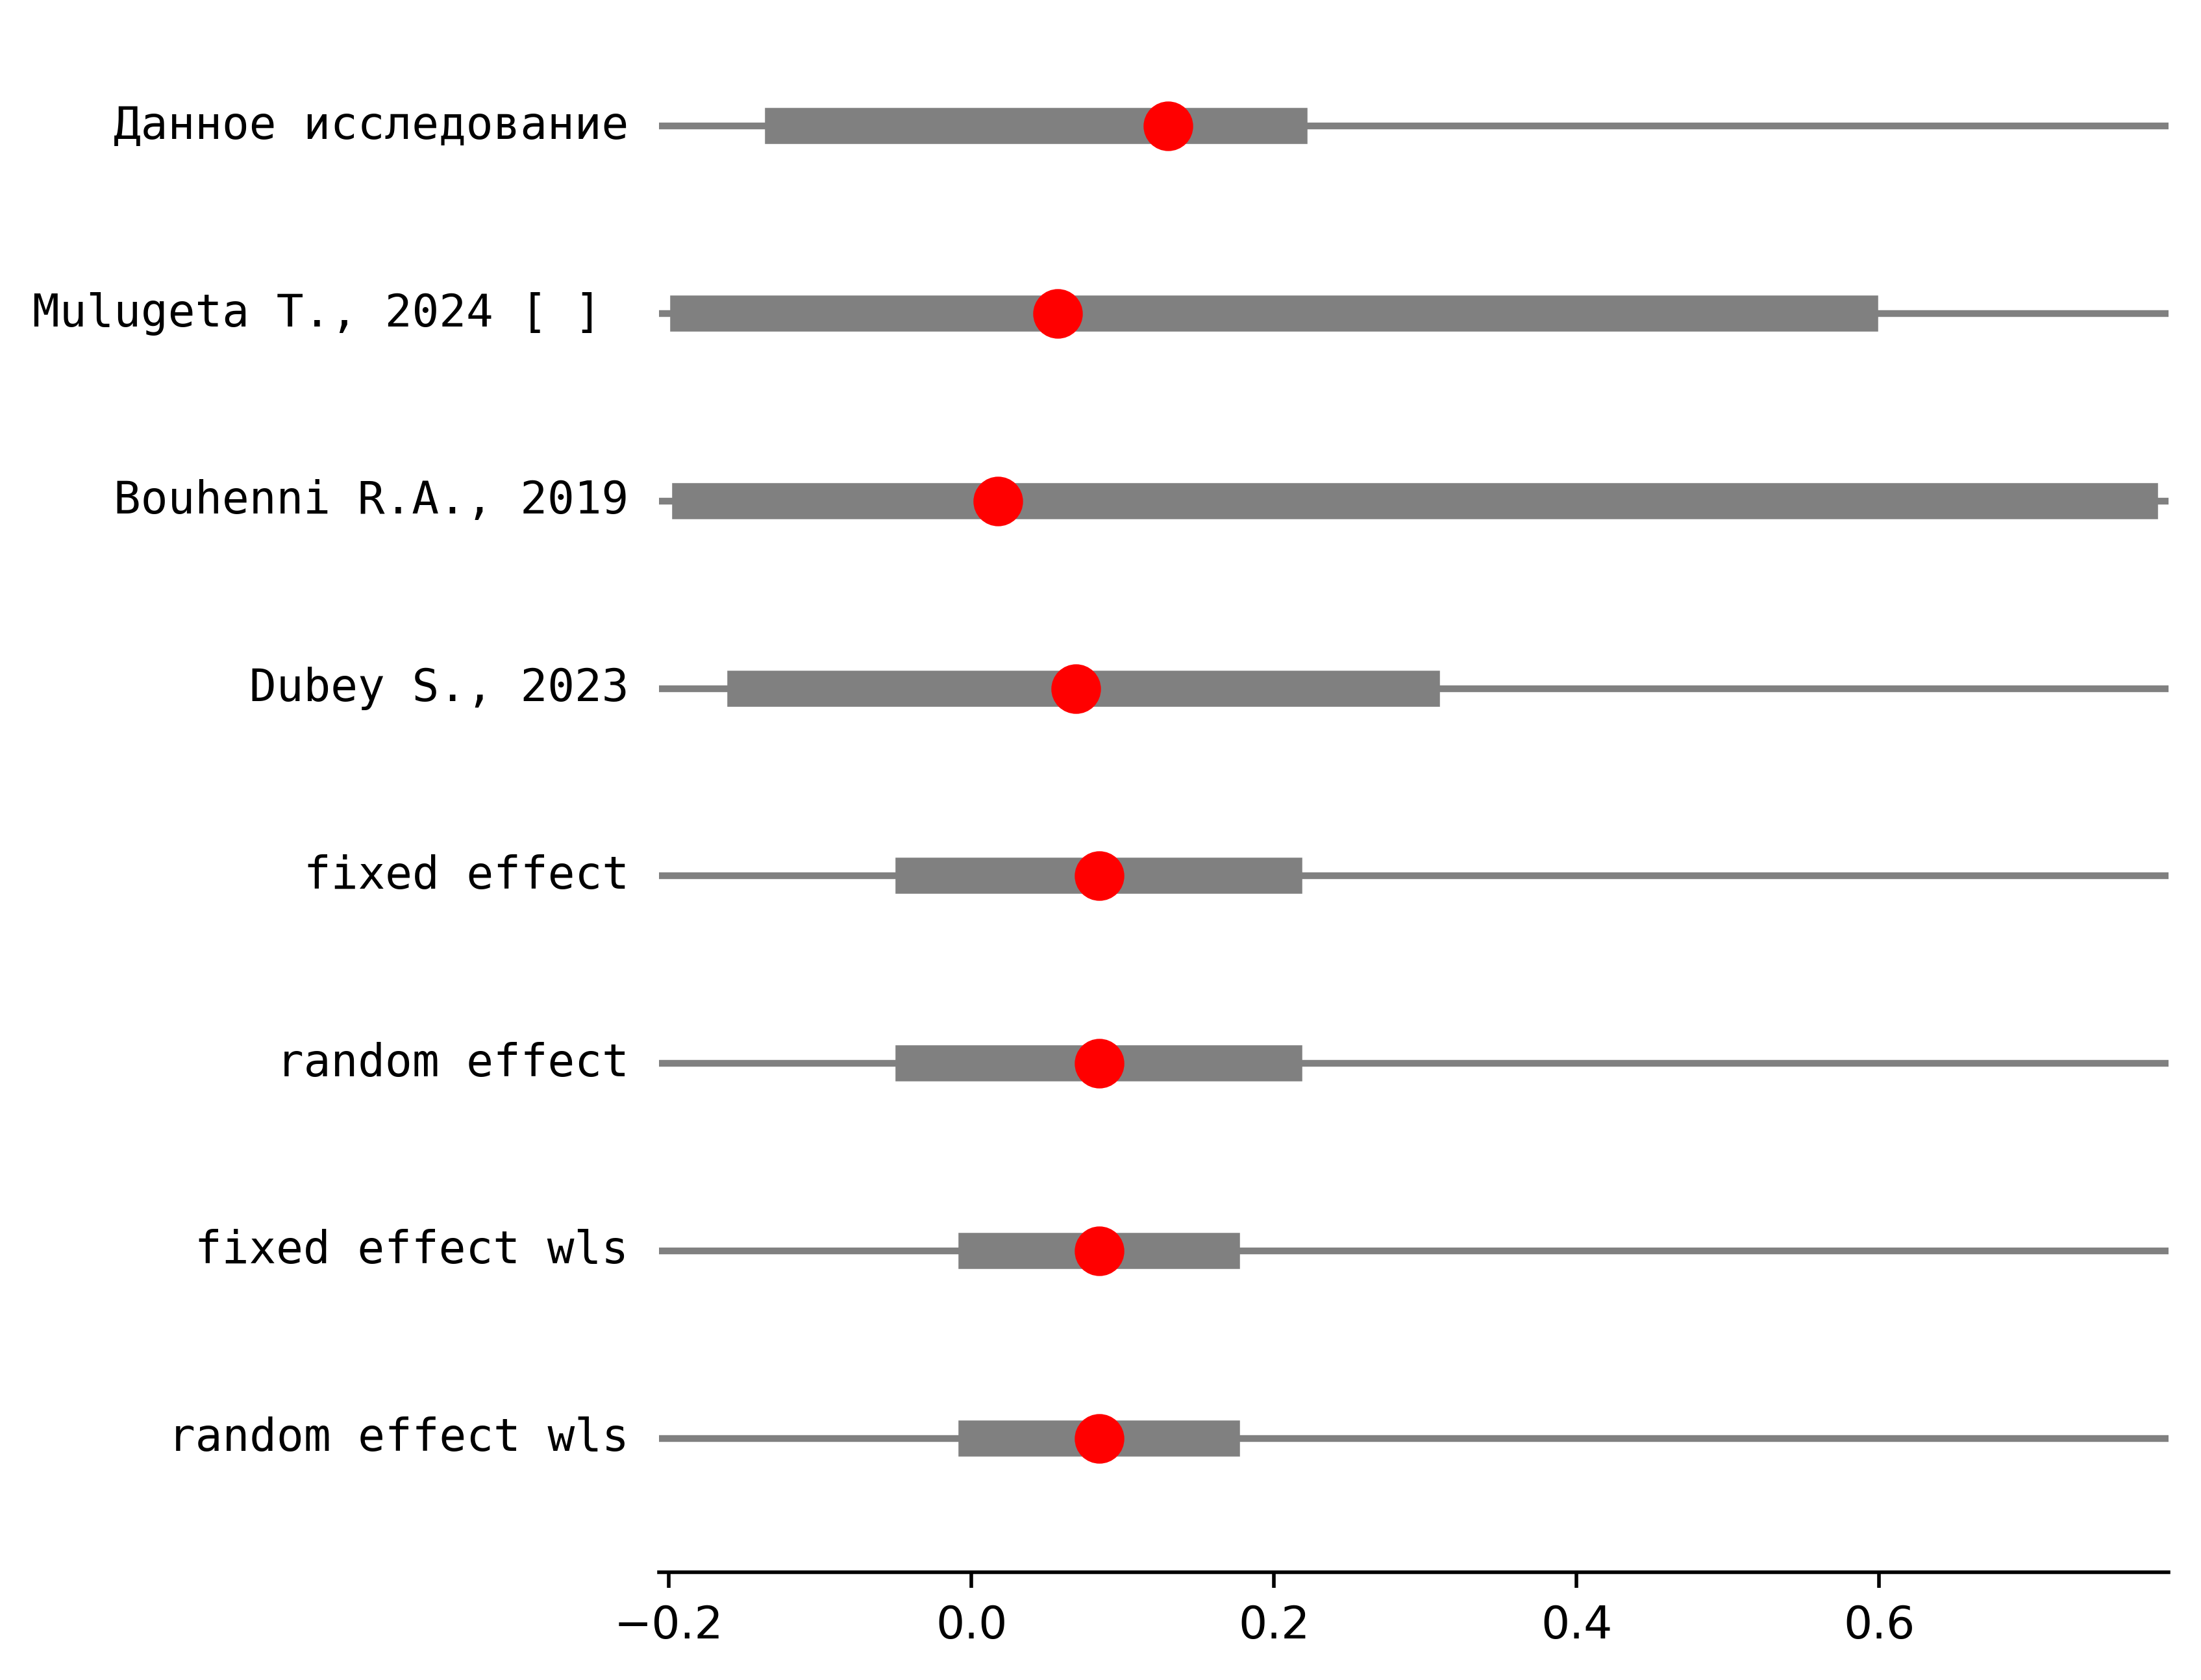 Данное исследование
Mulugeta T., 2024 [ ]
Bouhenni R.A., 2019
Dubey S., 2023
fixed effect
random effect
fixed effect wls
random effect wls
−0.2 0.0 0.2 0.4 0.6